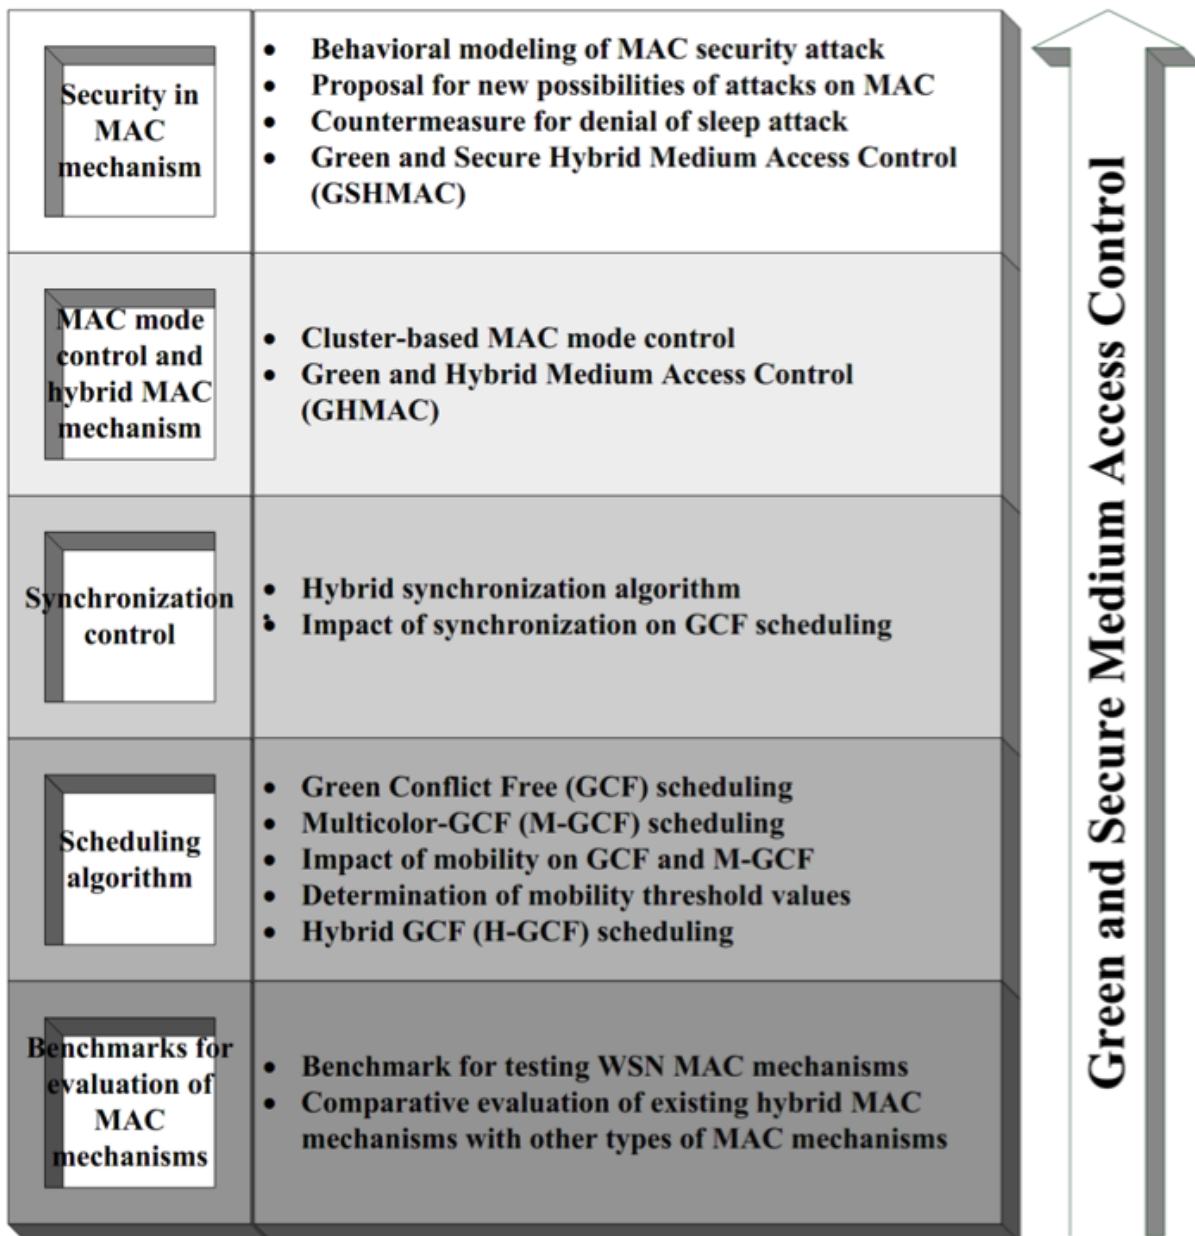 Security in
MAC
mechanism
• Behavioral modeling of MAC security attack
• Proposal for new possibilities of attacks on MAC
• Countermeasure for denial of sleep attack
• Green and Secure Hybrid Medium Access Control
(GSHMAC)
MAC mode
control and
hybrid MAC
mechanism
• Cluster-based MAC mode control
• Green and Hybrid Medium Access Control
(GHMAC)
Synchronization
control
• Hybrid synchronization algorithm
• Impact of synchronization on GCF scheduling
Scheduling
algorithm
• Green Conflict Free (GCF) scheduling
• Multicolor-GCF (M-GCF) scheduling
• Impact of mobility on GCF and M-GCF
• Determination of mobility threshold values
• Hybrid GCF (H-GCF) scheduling
Benchmarks for
evaluation of
MAC
mechanisms
• Benchmark for testing WSN MAC mechanisms
• Comparative evaluation of existing hybrid MAC
mechanisms with other types of MAC mechanisms
Green and Secure Medium Access Control